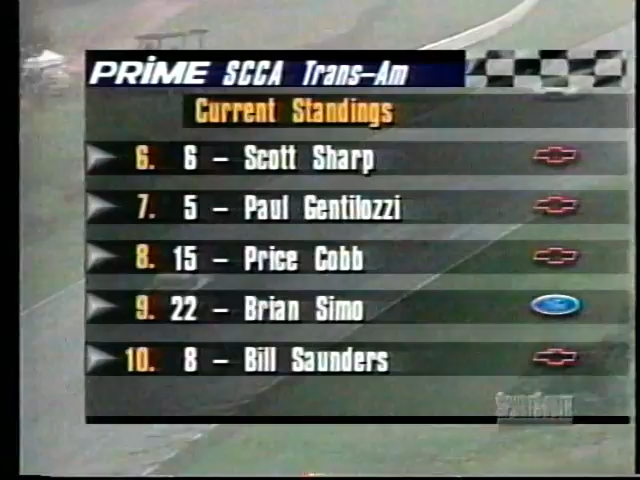 PRiME SCCA Trans-Am
Current Standings
6. 6 - Scott Sharp
7. 5 - Paul Gentilozzi
8. 15 - Price Cobb
9. 22 - Brian Simo Ford
10. 8 - Bill Saunders